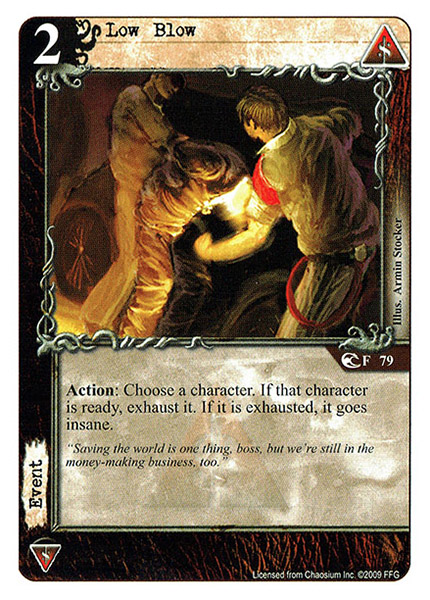 2
Low Blow
Illus. Armin Stocker
F 79
Action: Choose a character. If that character
is ready, exhaust it. If it is exhausted, it goes
insane.
“Saving the world is one thing, boss, but we’re still in the
money-making business, too.”
Event
Licensed from Chaosium Inc. ©2009 FFG